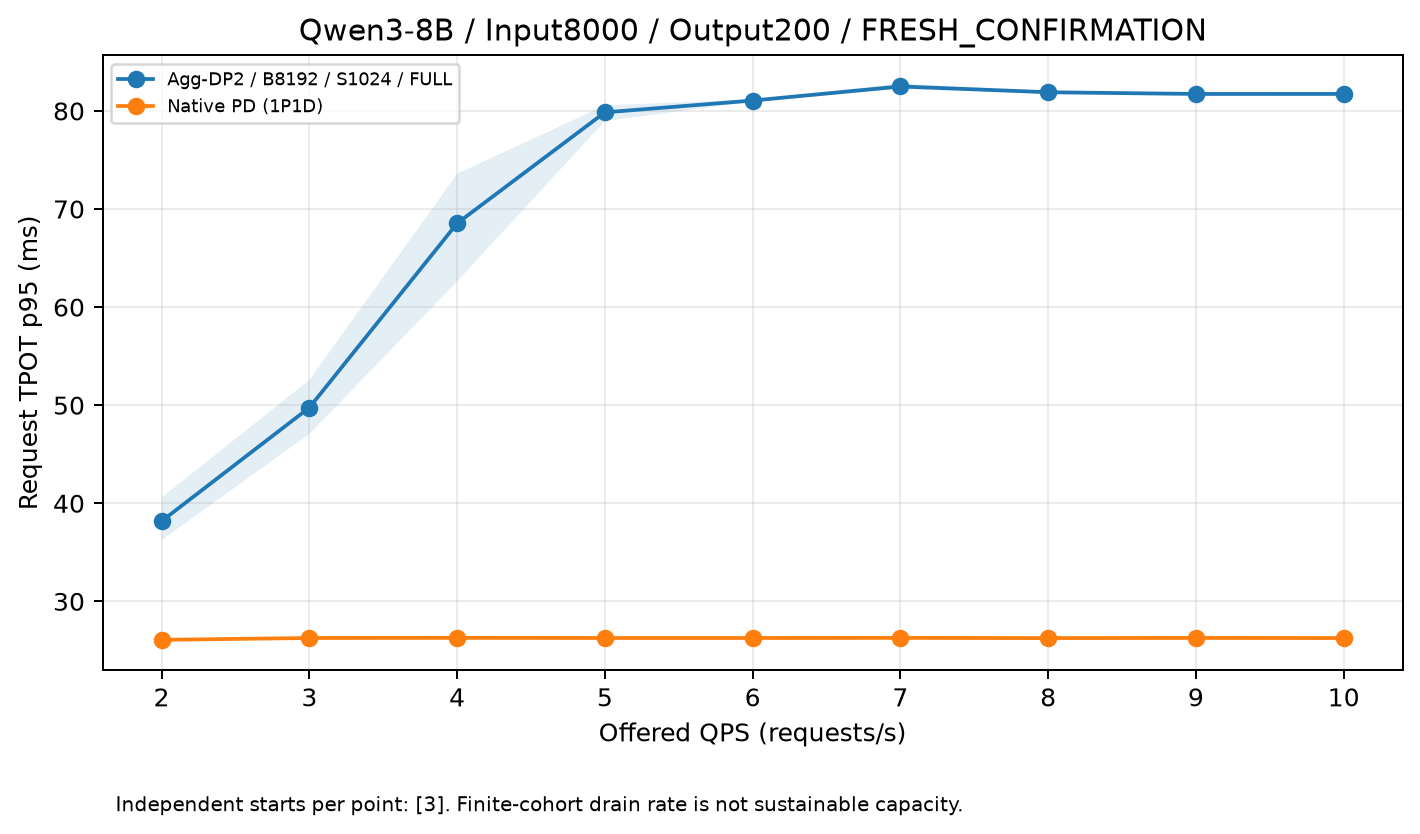 Qwen3-8B / Input8000 / Output200 / FRESH_CONFIRMATION
Agg-DP2 / B8192 / S1024 / FULL
Native PD (1P1D)
Request TPOT p95 (ms)
80
70
60
50
40
30
2 3 4 5 6 7 8 9 10
Offered QPS (requests/s)
Independent starts per point: [3]. Finite-cohort drain rate is not sustainable capacity.